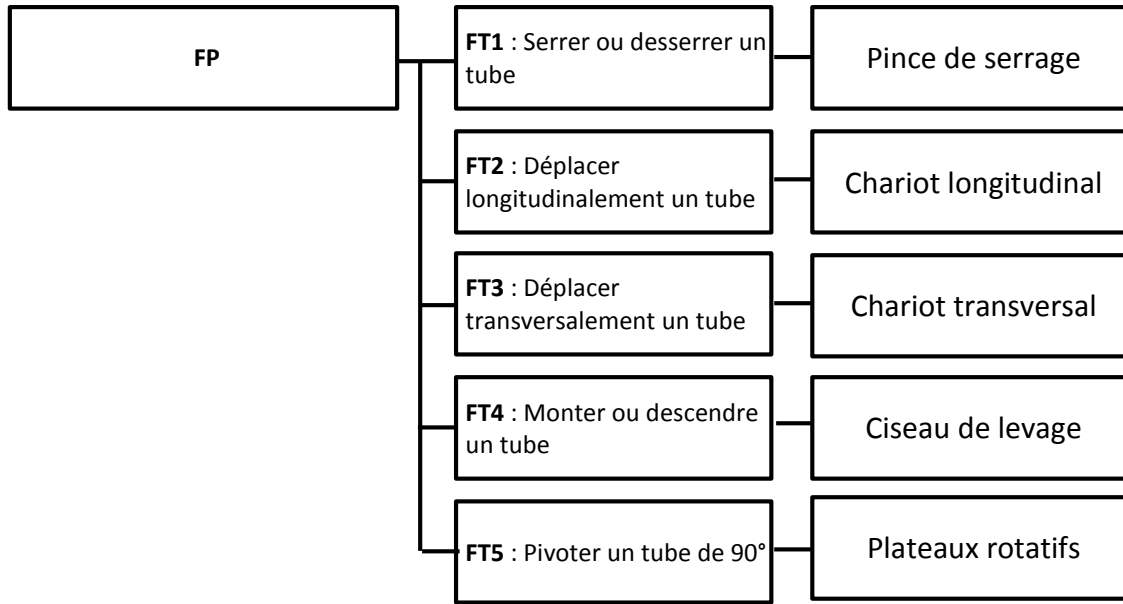 FP
FT1 : Serrer ou desserrer un
tube
Pince de serrage
FT2 : Déplacer
longitudinalement un tube
Chariot longitudinal
FT3 : Déplacer
transversalement un tube
Chariot transversal
FT4 : Monter ou descendre
un tube
Ciseau de levage
FT5 : Pivoter un tube de 90°
Plateaux rotatifs